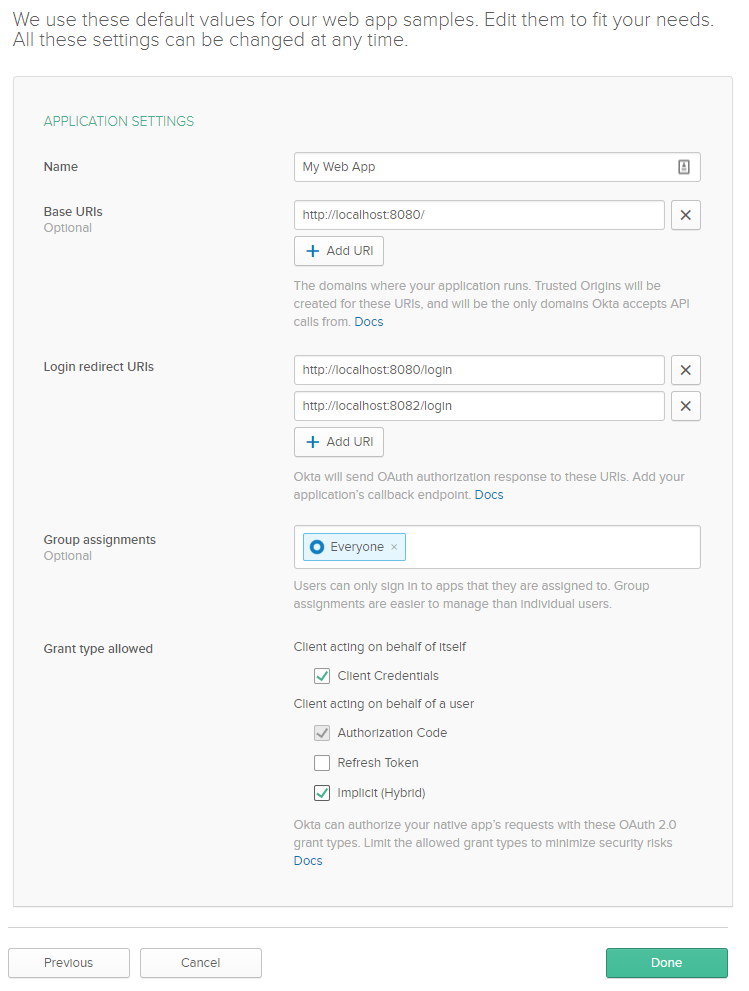 We use these default values for our web app samples. Edit them to fit your needs.
All these settings can be changed at any time.
APPLICATION SETTINGS
Name
My Web App
Base URIs
Optional
http://localhost:8080/
+ Add URI
The domains where your application runs. Trusted Origins will be
created for these URIs, and will be the only domains Okta accepts API
calls from. Docs
Login redirect URIs
http://localhost:8080/login
http://localhost:8082/login
+ Add URI
Okta will send OAuth authorization response to these URIs. Add your
application's callback endpoint. Docs
Group assignments
Optional
Everyone ×
Users can only sign in to apps that they are assigned to. Group
assignments are easier to manage than individual users.
Grant type allowed
Client acting on behalf of itself
Client Credentials
Client acting on behalf of a user
Authorization Code
Refresh Token
Implicit (Hybrid)
Okta can authorize your native app's requests with these OAuth 2.0
grant types. Limit the allowed grant types to minimize security risks
Docs
Previous
Cancel
Done